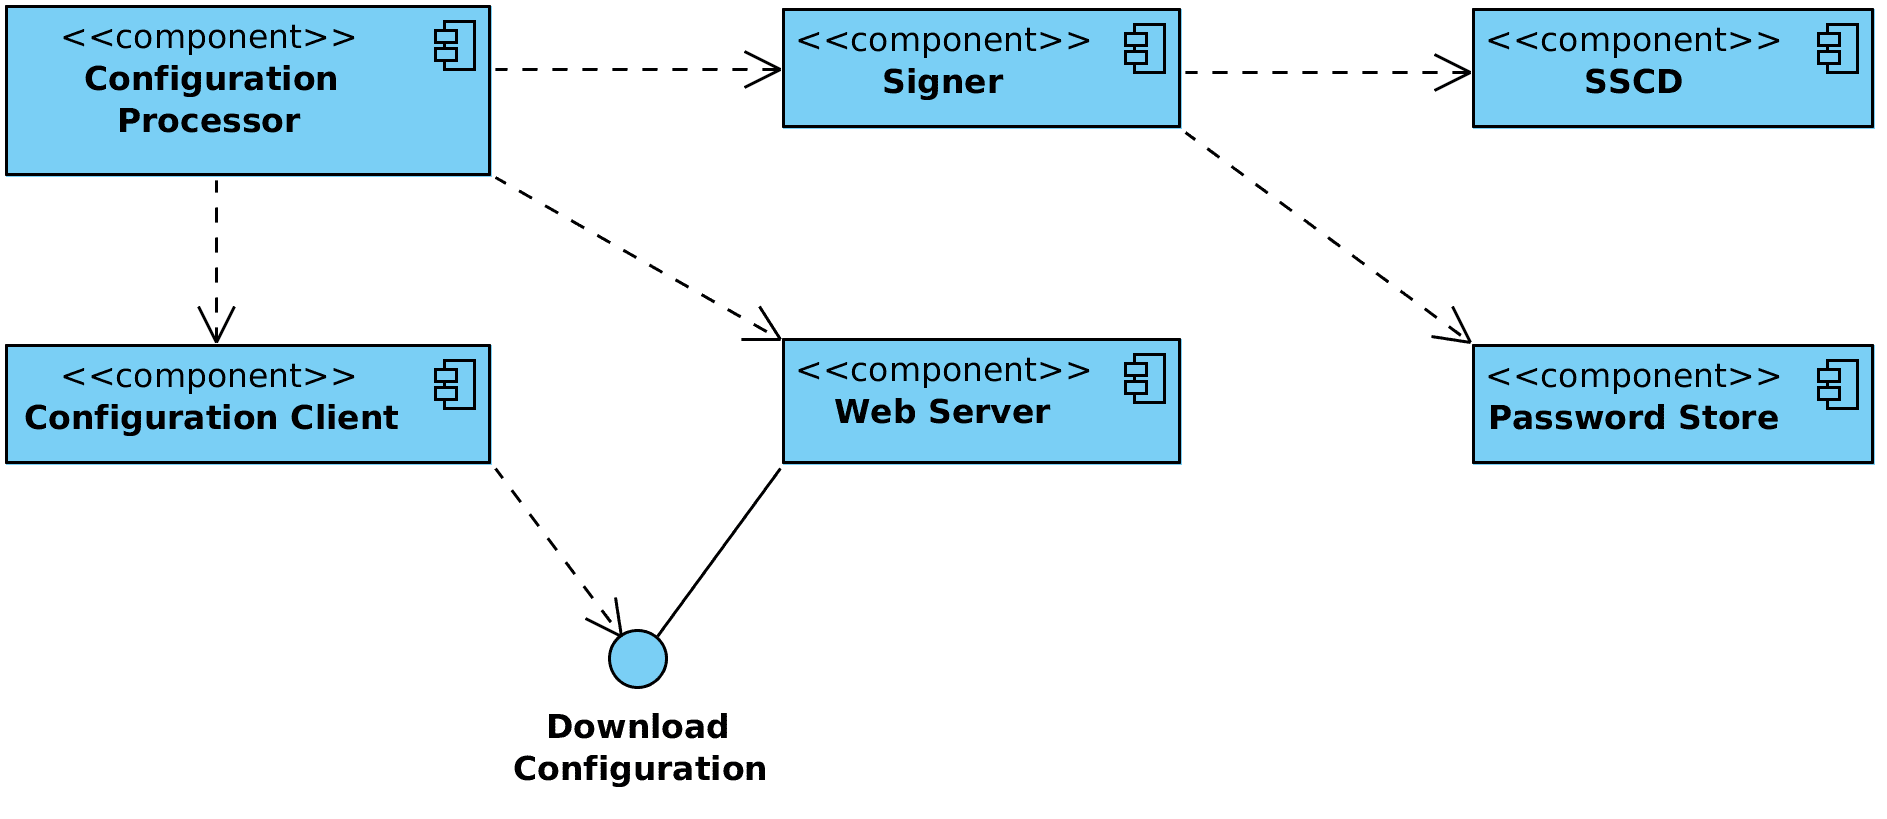 <<component>>
Configuration
Processor
<<component>>
Signer
<<component>>
SSCD
<<component>>
Configuration Client
<<component>>
Web Server
<<component>>
Password Store
Download
Configuration